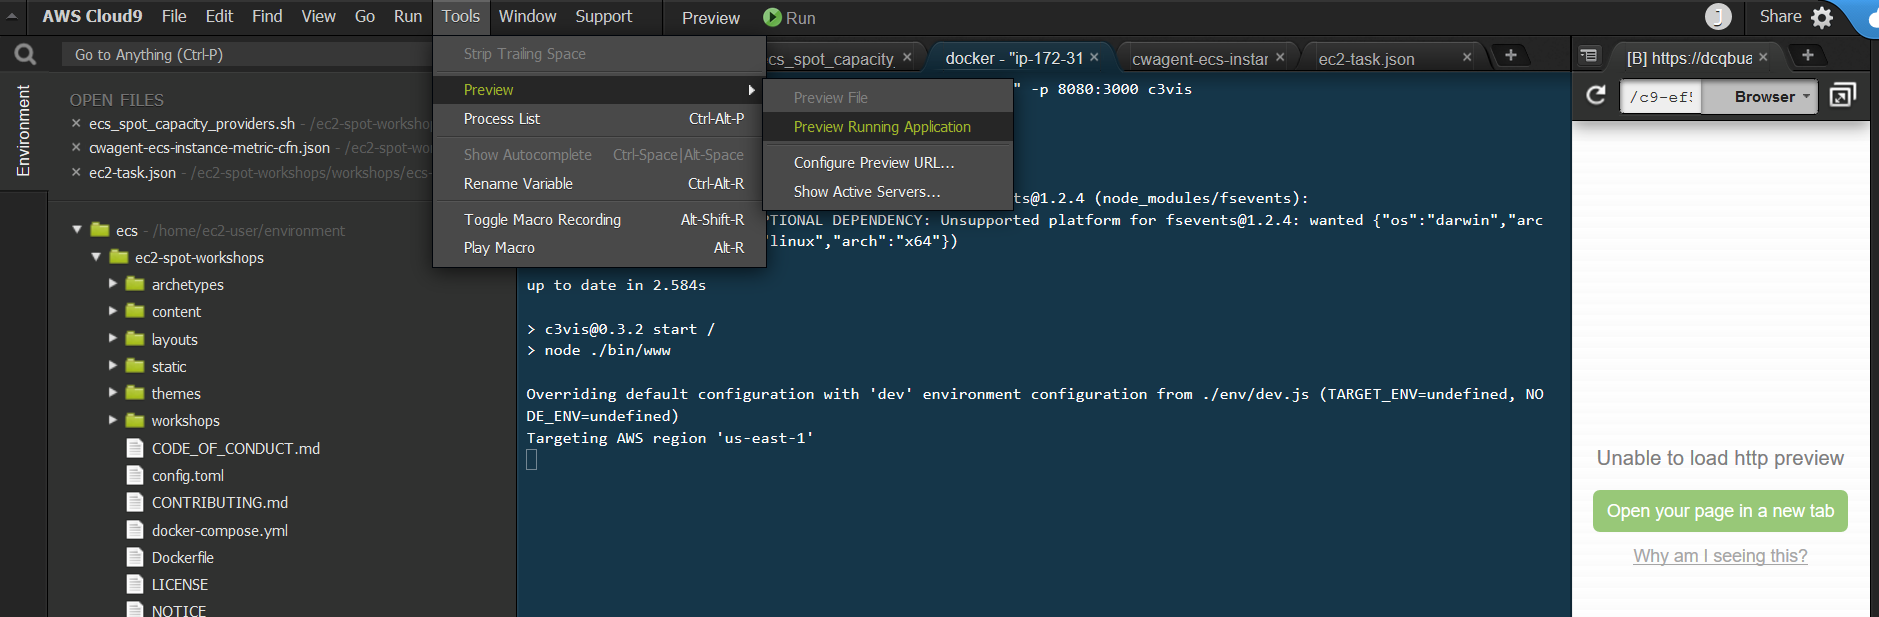 AWS Cloud9 File Edit Find View Go Run Tools Window Support Preview Run J Share
Go to Anything (Ctrl-P)
Environment
OPEN FILES
ecs_spot_capacity_providers.sh - /ec2-spot-workshop
cwagent-ecs-instance-metric-cfn.json - /ec2-spot-wo
ec2-task.json - /ec2-spot-workshops/workshops/ecs-
ecs - /home/ec2-user/environment
ec2-spot-workshops
archetypes
content
layouts
static
themes
workshops
CODE_OF_CONDUCT.md
config.toml
CONTRIBUTING.md
docker-compose.yml
Dockerfile
LICENSE
NOTICE
Strip Trailing Space
Preview
Process List Ctrl-Alt-P
Show Autocomplete Ctrl-Space|Alt-Space
Rename Variable Ctrl-Alt-R
Toggle Macro Recording Alt-Shift-R
Play Macro Alt-R
Preview File
Preview Running Application
Configure Preview URL...
Show Active Servers...
cs_spot_capacity_ docker - "ip-172-31 cwagent-ecs-instar ec2-task.json
" -p 8080:3000 c3vis
ts@1.2.4 (node_modules/fsevents):
PTIONAL DEPENDENCY: Unsupported platform for fsevents@1.2.4: wanted {"os":"darwin","arc
"linux","arch":"x64"})
up to date in 2.584s
> c3vis@0.3.2 start /
> node ./bin/www
Overriding default configuration with 'dev' environment configuration from ./env/dev.js (TARGET_ENV=undefined, NO
DE_ENV=undefined)
Targeting AWS region 'us-east-1'
[B] https://dcqbua
/c9-ef5 Browser
Unable to load http preview
Open your page in a new tab
Why am I seeing this?